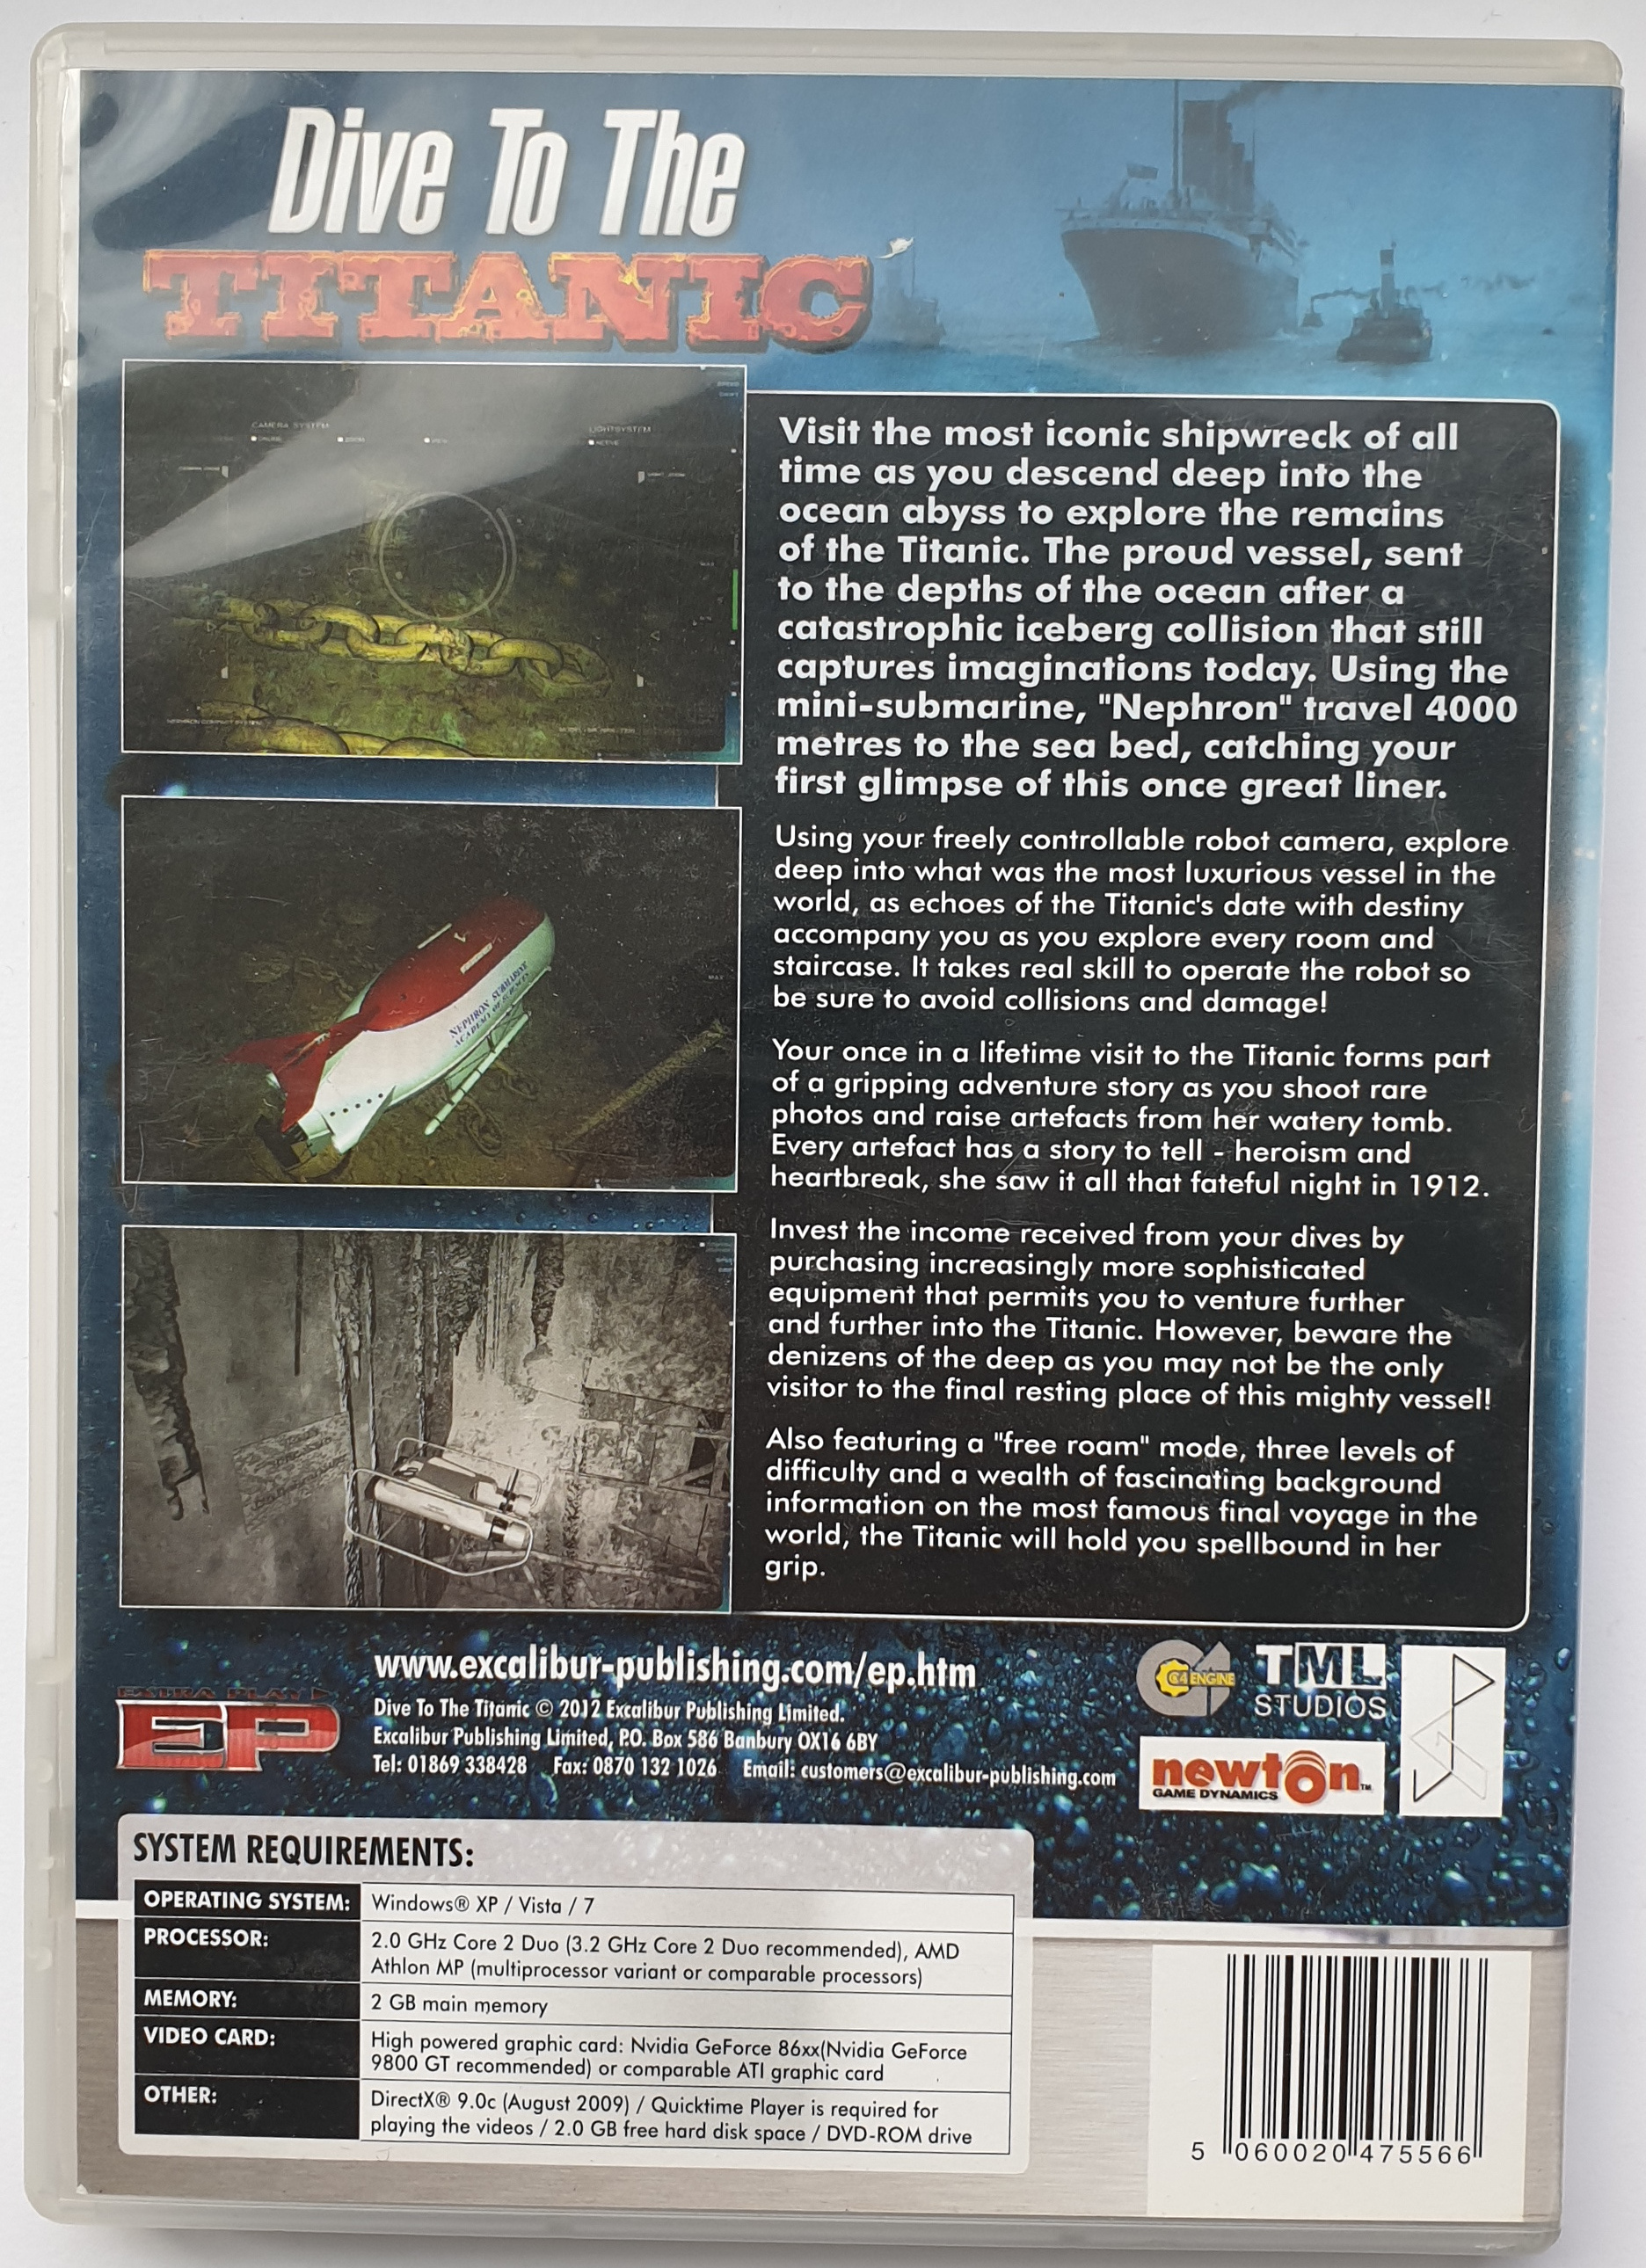 Dive To The
TITANIC
CAMERA SYSTEM
LIGHTSYSTEM
Visit the most iconic shipwreck of all
time as you descend deep into the
ocean abyss to explore the remains
of the Titanic. The proud vessel, sent
to the depths of the ocean after a
catastrophic iceberg collision that still
captures imaginations today. Using the
mini-submarine, "Nephron" travel 4000
metres to the sea bed, catching your
first glimpse of this once great liner.
Using your freely controllable robot camera, explore
deep into what was the most luxurious vessel in the
world, as echoes of the Titanic's date with destiny
accompany you as you explore every room and
staircase. It takes real skill to operate the robot so
be sure to avoid collisions and damage!
NEPHRON SUBMARINE
ACADEMY OF SCIENCES
Your once in a lifetime visit to the Titanic forms part
of a gripping adventure story as you shoot rare
photos and raise artefacts from her watery tomb.
Every artefact has a story to tell - heroism and
heartbreak, she saw it all that fateful night in 1912.
Invest the income received from your dives by
purchasing increasingly more sophisticated
equipment that permits you to venture further
and further into the Titanic. However, beware the
denizens of the deep as you may not be the only
visitor to the final resting place of this mighty vessel!
Also featuring a "free roam" mode, three levels of
difficulty and a wealth of fascinating background
information on the most famous final voyage in the
world, the Titanic will hold you spellbound in her
grip.
EXTRA PLAY
EP
www.excalibur-publishing.com/ep.htm
Dive To The Titanic © 2012 Excalibur Publishing Limited.
Excalibur Publishing Limited, P.O. Box 586 Banbury OX16 6BY
Tel: 01869 338428 Fax: 0870 132 1026 Email: customers@excalibur-publishing.com
C4 ENGINE
TML
STUDIOS
newton™
GAME DYNAMICS
SYSTEM REQUIREMENTS:
OPERATING SYSTEM: Windows® XP / Vista / 7
PROCESSOR: 2.0 GHz Core 2 Duo (3.2 GHz Core 2 Duo recommended), AMD
Athlon MP (multiprocessor variant or comparable processors)
MEMORY: 2 GB main memory
VIDEO CARD: High powered graphic card: Nvidia GeForce 86xx(Nvidia GeForce
9800 GT recommended) or comparable ATI graphic card
OTHER: DirectX® 9.0c (August 2009) / Quicktime Player is required for
playing the videos / 2.0 GB free hard disk space / DVD-ROM drive
5 060020 475566